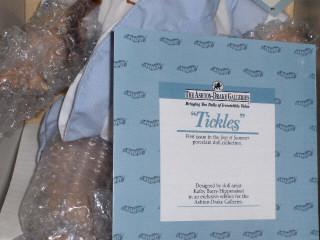 THE ASHTON-DRAKE GALLERIES
Bringing You Dolls of Irresistible Value
"Tickles"
First issue in the Joy of Summer
porcelain doll collection.
Designed by doll artist
Kathy Barry-Hippensteel
in an exclusive edition for the
Ashton-Drake Galleries.